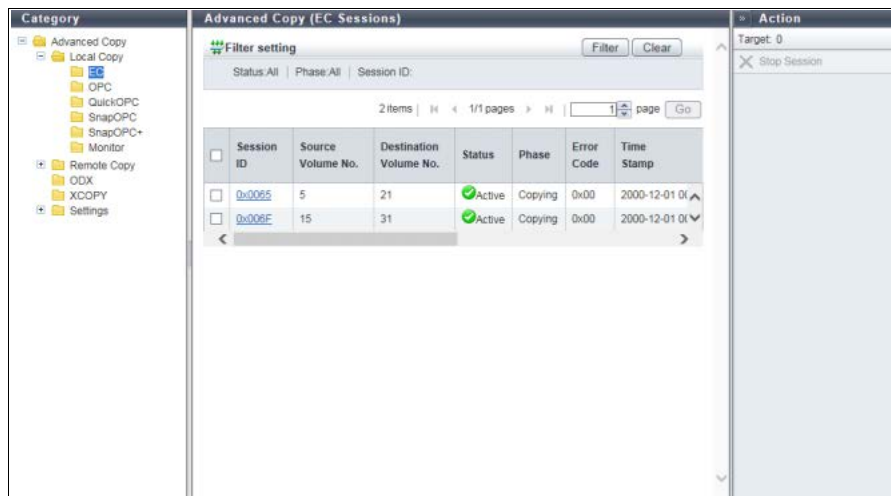 Category
Advanced Copy
Local Copy
EC
OPC
QuickOPC
SnapOPC
SnapOPC+
Monitor
Remote Copy
ODX
XCOPY
Settings
Advanced Copy (EC Sessions)
Filter setting
Filter Clear
Status:All | Phase:All | Session ID:
2 items | 1/1 pages | 1 page Go
Session ID Source Volume No. Destination Volume No. Status Phase Error Code Time Stamp
0x0065 5 21 Active Copying 0x00 2000-12-01
0x006F 15 31 Active Copying 0x00 2000-12-01
» Action
Target: 0
Stop Session